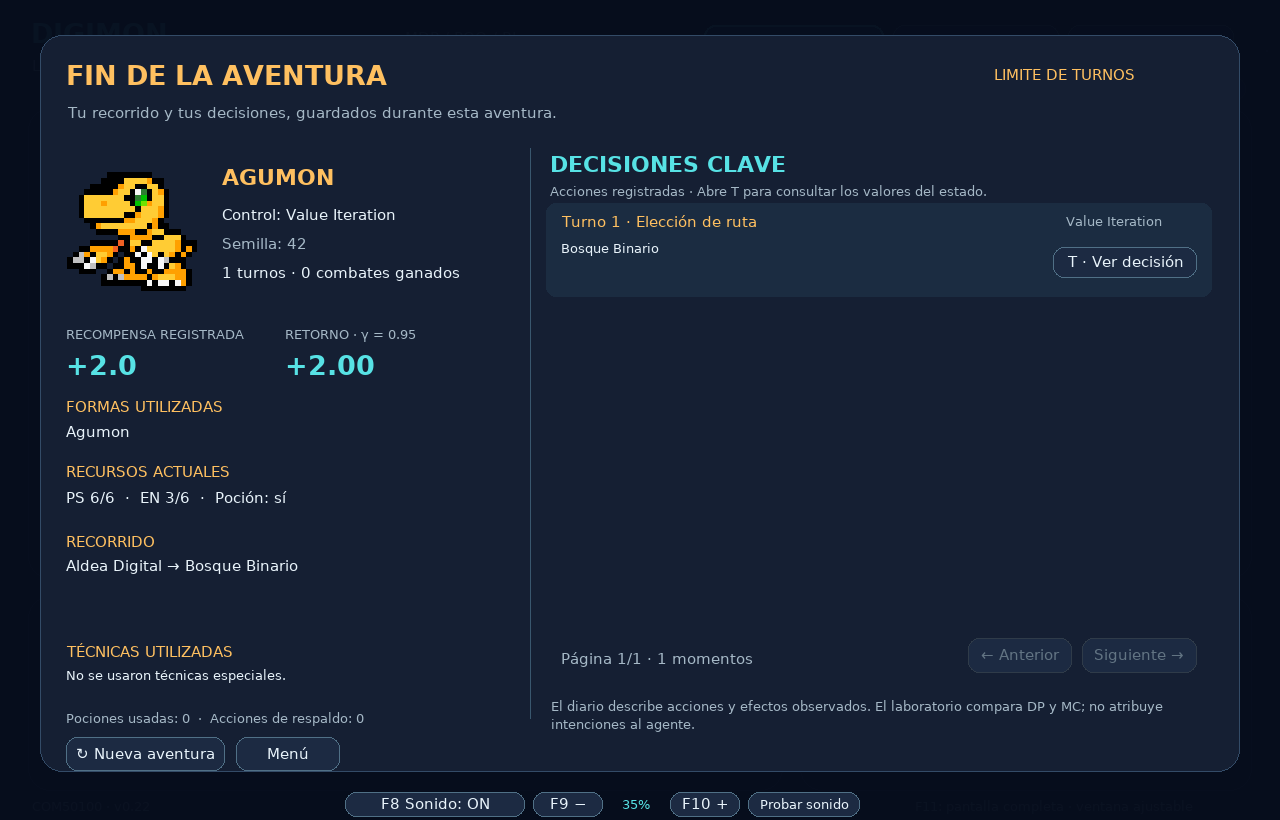 DIGIMON
FIN DE LA AVENTURA
LIMITE DE TURNOS
Tu recorrido y tus decisiones, guardados durante esta aventura.
AGUMON
Control: Value Iteration
Semilla: 42
1 turnos · 0 combates ganados
RECOMPENSA REGISTRADA
RETORNO · γ = 0.95
+2.0
+2.00
FORMAS UTILIZADAS
Agumon
RECURSOS ACTUALES
PS 6/6 · EN 3/6 · Poción: sí
RECORRIDO
Aldea Digital → Bosque Binario
TÉCNICAS UTILIZADAS
No se usaron técnicas especiales.
Pociones usadas: 0 · Acciones de respaldo: 0
↻ Nueva aventura
Menú
DECISIONES CLAVE
Acciones registradas · Abre T para consultar los valores del estado.
Turno 1 · Elección de ruta
Value Iteration
Bosque Binario
T · Ver decisión
Página 1/1 · 1 momentos
← Anterior
Siguiente →
El diario describe acciones y efectos observados. El laboratorio compara DP y MC; no atribuye
intenciones al agente.
F8 Sonido: ON
F9 −
35%
F10 +
Probar sonido